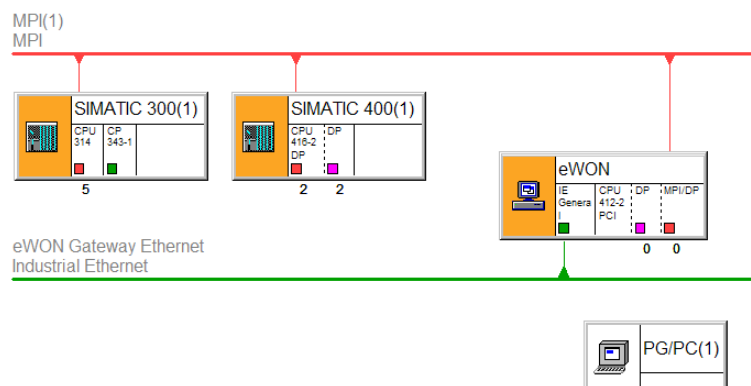 MPI(1)
MPI
SIMATIC 300(1)
CPU
314
CP
343-1
5
SIMATIC 400(1)
CPU
416-2
DP
DP
2
2
eWON
IE
Genera
l
CPU
412-2
PCI
DP
MPI/DP
0
0
eWON Gateway Ethernet
Industrial Ethernet
PG/PC(1)